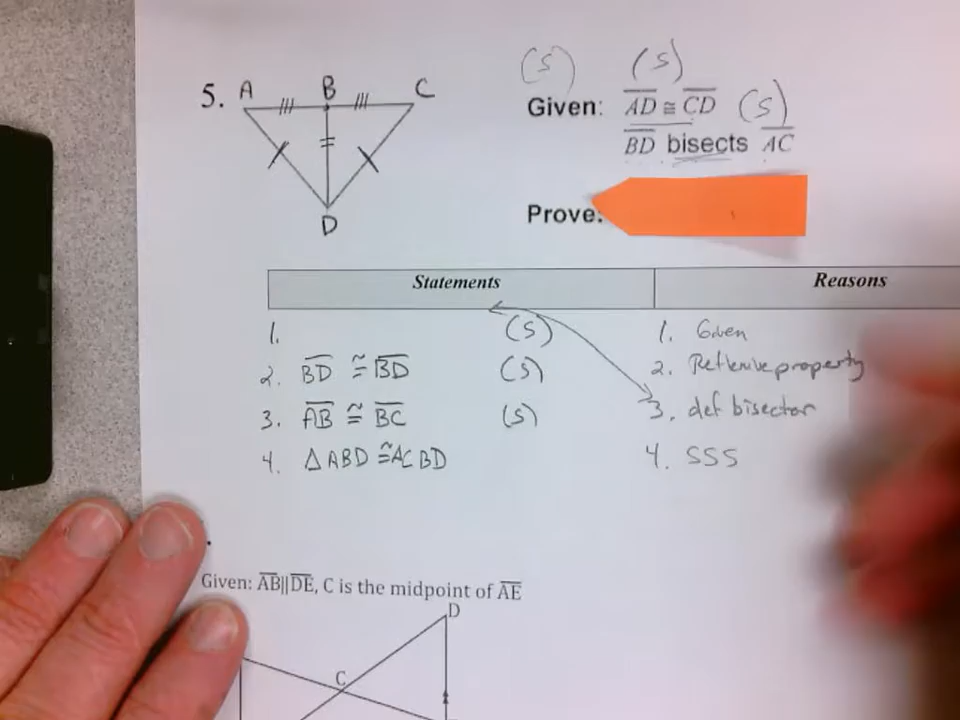 (S) (S)
5. A B C
Given: AD ≅ CD (S)
BD bisects AC
D
Prove:
Statements Reasons
1. (S) 1. Given
2. BD ≅ BD (S) 2. Reflexive property
3. AB ≅ BC (S) 3. def bisector
4. △ABD ≅ ACBD 4. SSS
Given: AB||DE, C is the midpoint of AE
D
C